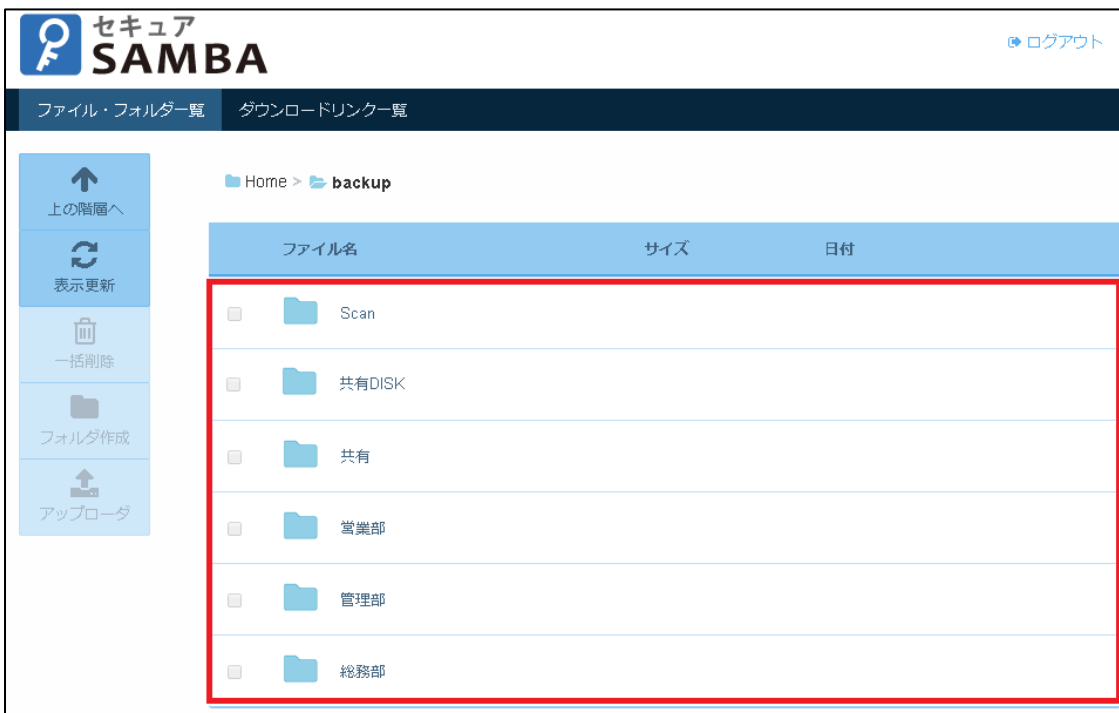 セキュア
SAMBA
ログアウト
ファイル・フォルダ一覧 ダウンロードリンク一覧
上の階層へ
表示更新
一括削除
フォルダ作成
アップローダ
Home > backup
ファイル名 サイズ 日付
Scan
共有DISK
共有
営業部
管理部
総務部